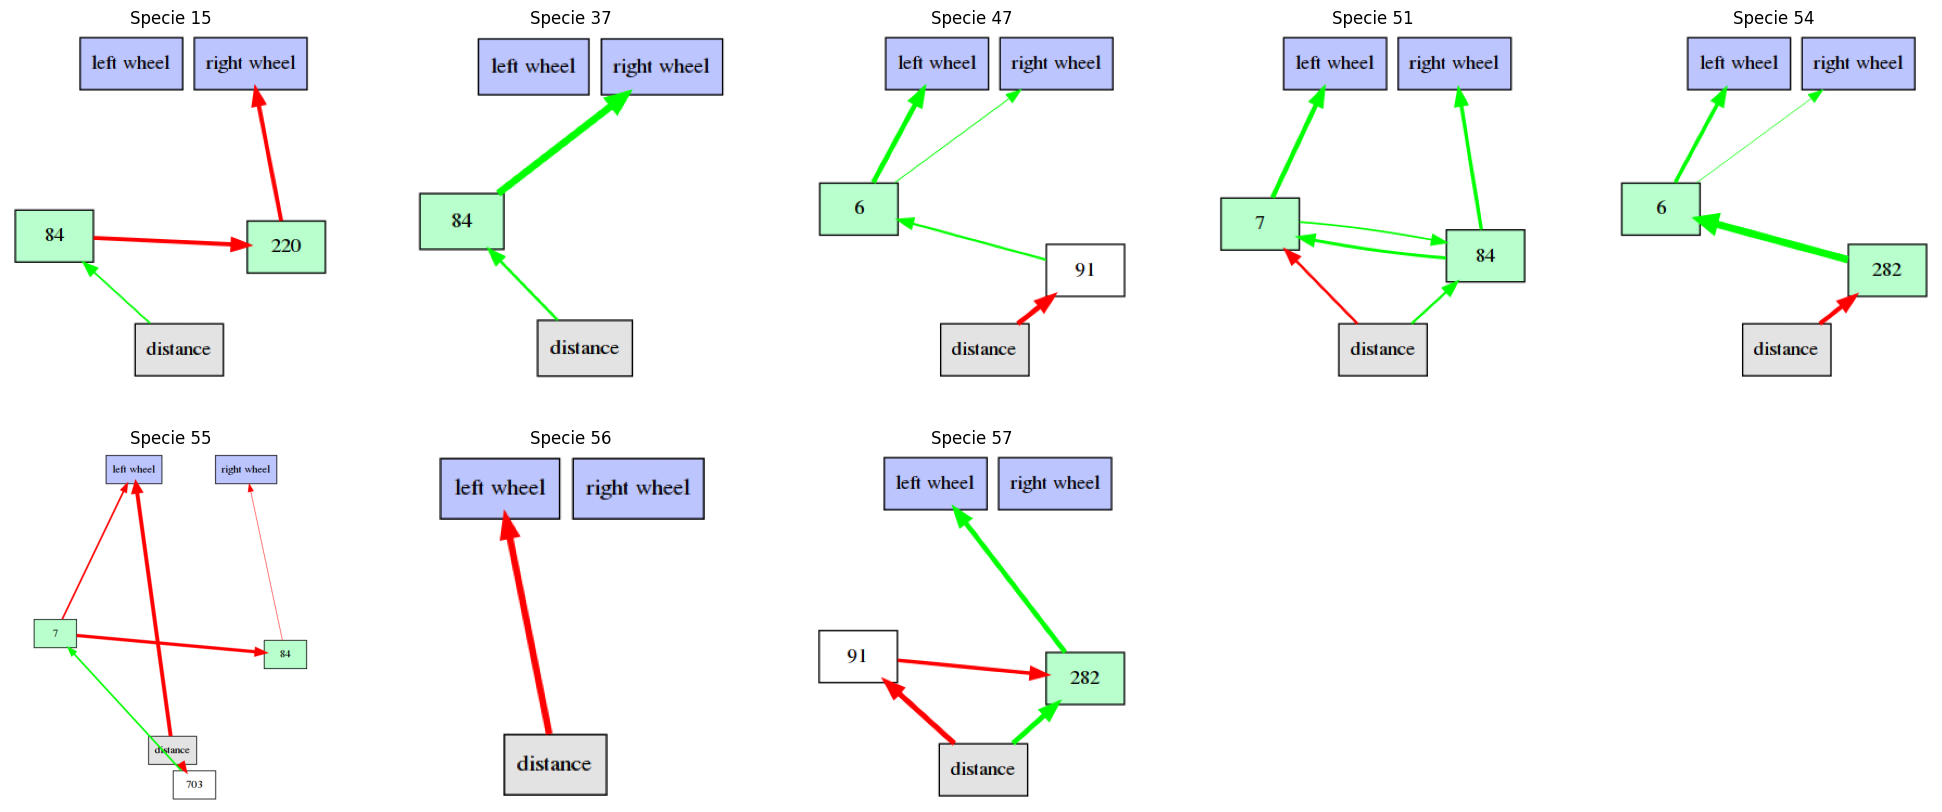 Specie 15
left wheel
right wheel
84
220
distance
Specie 37
left wheel
right wheel
84
distance
Specie 47
left wheel
right wheel
6
91
distance
Specie 51
left wheel
right wheel
7
84
distance
Specie 54
left wheel
right wheel
6
282
distance
Specie 55
left wheel
right wheel
7
84
distance
703
Specie 56
left wheel
right wheel
distance
Specie 57
left wheel
right wheel
91
282
distance